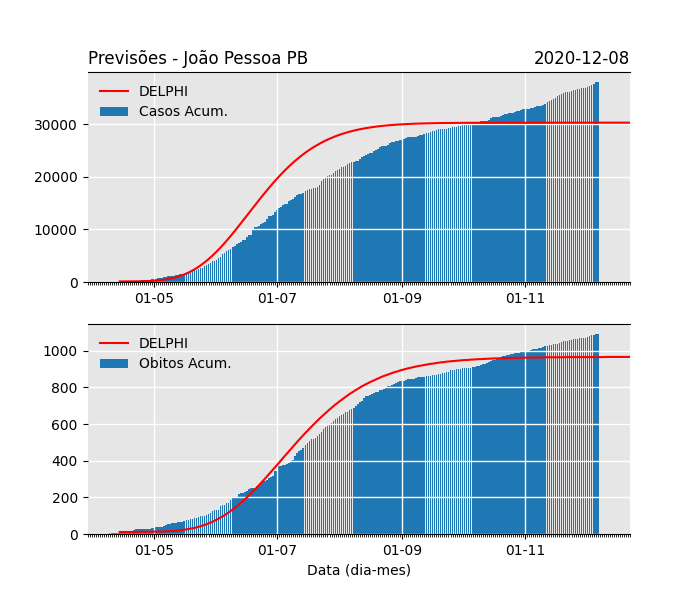 Previsões - João Pessoa PB
2020-12-08
DELPHI
Casos Acum.
30000
20000
10000
0
01-05 01-07 01-09 01-11
DELPHI
Obitos Acum.
1000
800
600
400
200
0
01-05 01-07 01-09 01-11
Data (dia-mes)